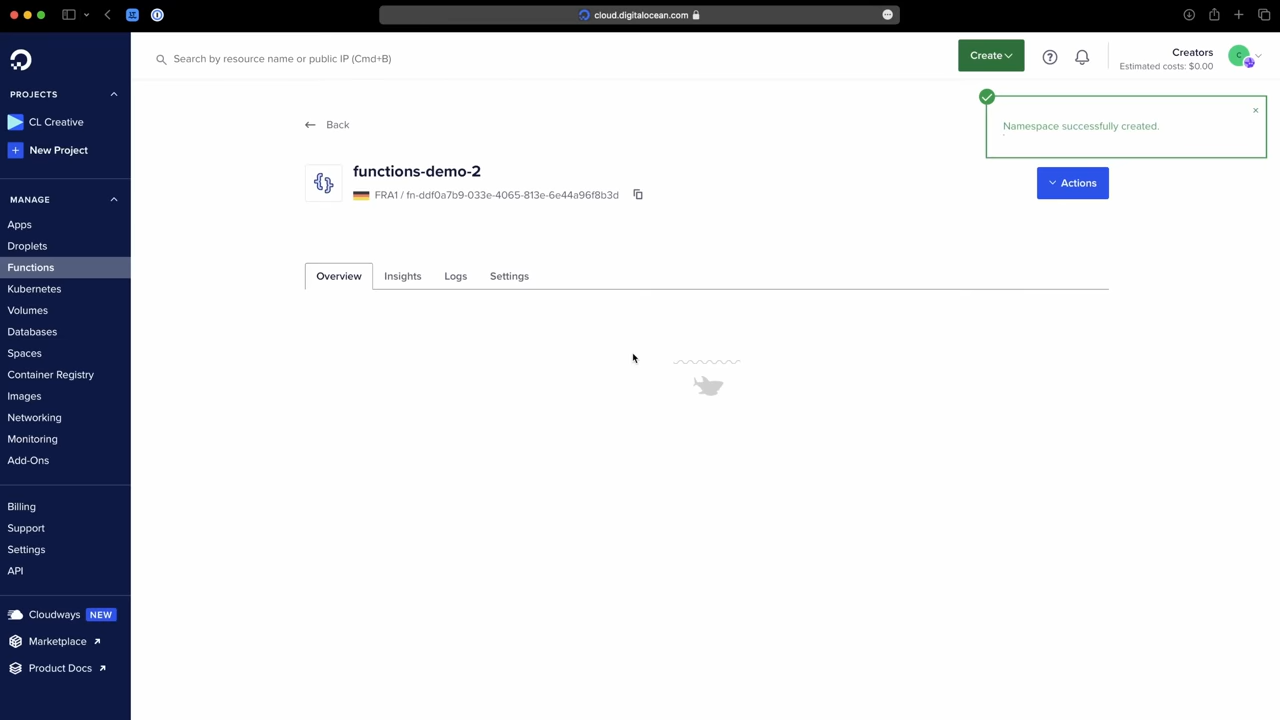 cloud.digitalocean.com
Search by resource name or public IP (Cmd+B)
Create
Creators
Estimated costs: $0.00
C
PROJECTS
CL Creative
New Project
MANAGE
Apps
Droplets
Functions
Kubernetes
Volumes
Databases
Spaces
Container Registry
Images
Networking
Monitoring
Add-Ons
Billing
Support
Settings
API
Cloudways NEW
Marketplace
Product Docs
Namespace successfully created.
Back
functions-demo-2
FRA1 / fn-ddf0a7b9-033e-4065-813e-6e44a96f8b3d
Actions
Overview
Insights
Logs
Settings